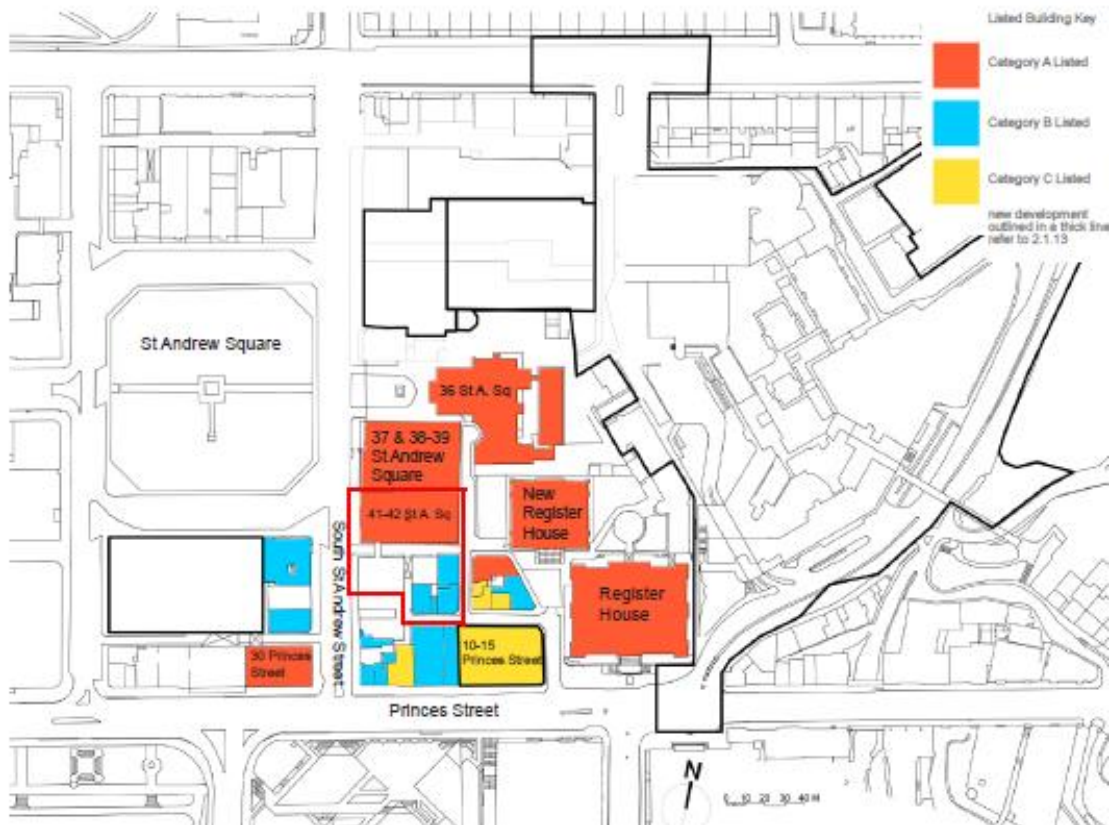 Listed Building Key
Category A Listed
Category B Listed
Category C Listed
new development
outlined in a thick line
refer to 2.1.13
St Andrew Square
36 St A. Sq
37 & 38-39
St Andrew
Square
41-42 St A. Sq
New
Register
House
South St Andrew Street
Register
House
30 Princes
Street
10-15
Princes Street
Princes Street
N
0 10 20 30 40 M